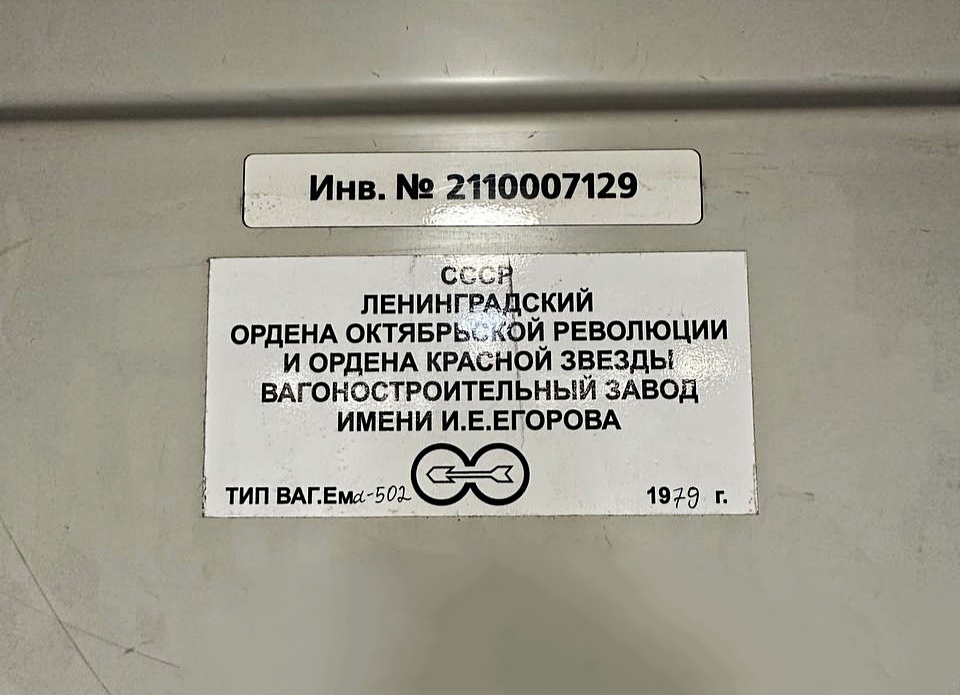 Инв. № 2110007129
СССР
ЛЕНИНГРАДСКИЙ
ОРДЕНА ОКТЯБРЬСКОЙ РЕВОЛЮЦИИ
И ОРДЕНА КРАСНОЙ ЗВЕЗДЫ
ВАГОНОСТРОИТЕЛЬНЫЙ ЗАВОД
ИМЕНИ И.Е.ЕГОРОВА
ТИП ВАГ.Ема-502 1979 г.